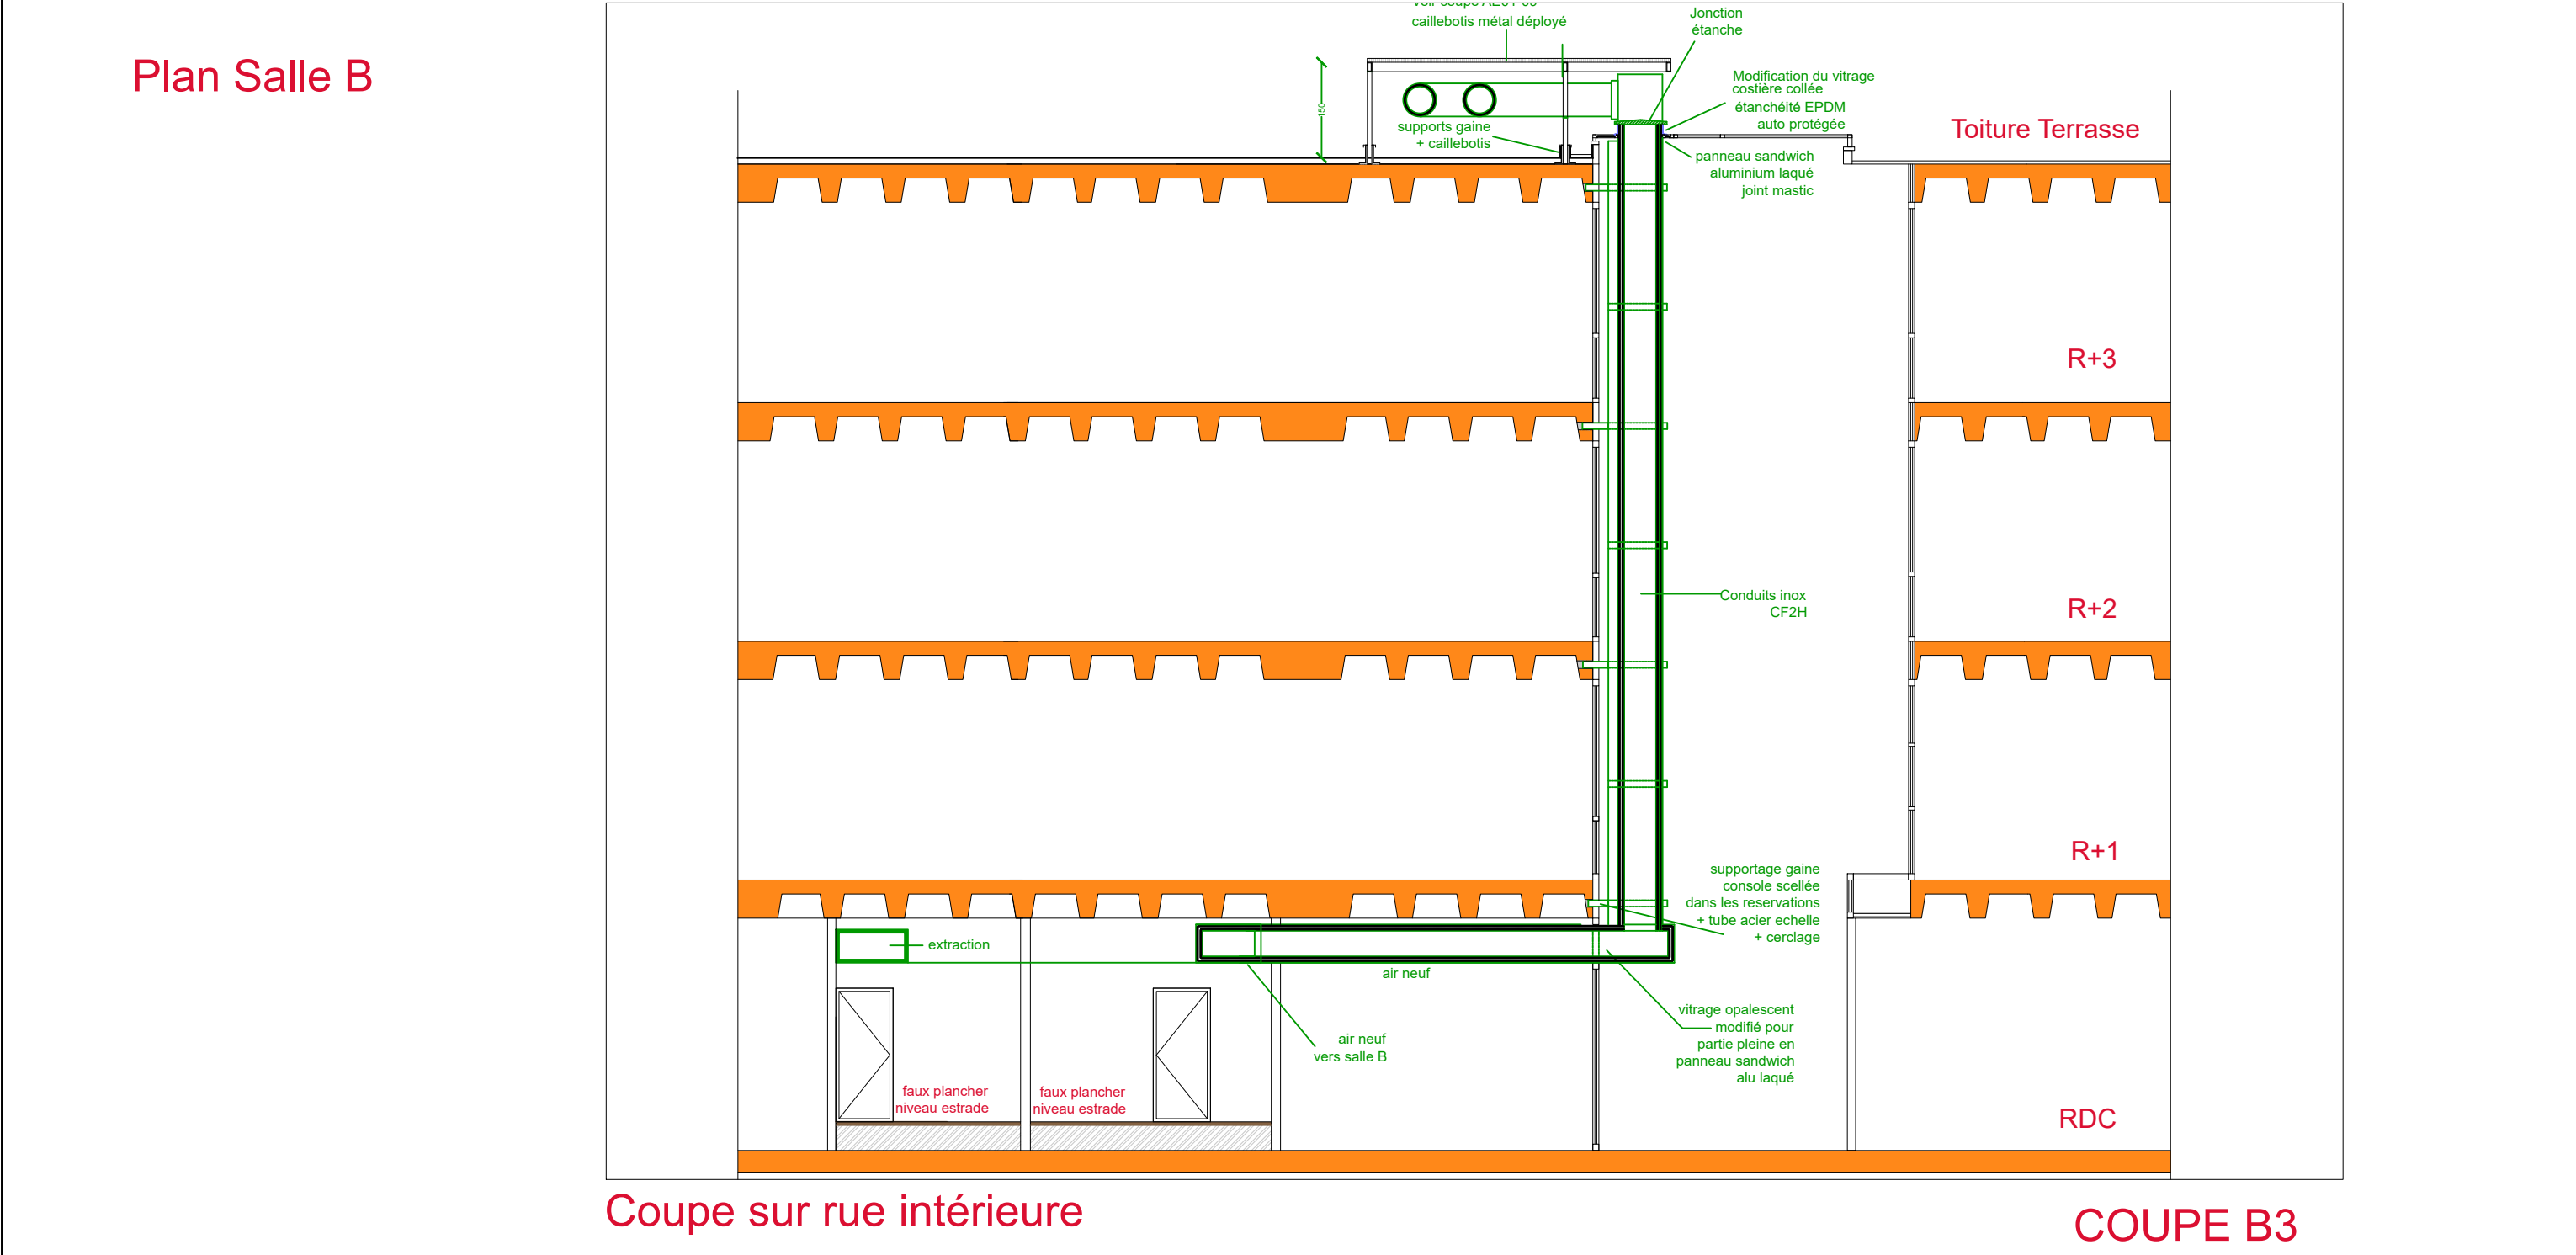 Plan Salle B
caillebotis métal déployé
Jonction
étanche
Modification du vitrage
costière collée
étanchéité EPDM
auto protégée
Toiture Terrasse
150
supports gaine
+ caillebotis
panneau sandwich
aluminium laqué
joint mastic
R+3
Conduits inox
CF2H
R+2
R+1
supportage gaine
console scellée
dans les reservations
+ tube acier echelle
+ cerclage
extraction
air neuf
vitrage opalescent
modifié pour
partie pleine en
panneau sandwich
alu laqué
air neuf
vers salle B
faux plancher
niveau estrade
faux plancher
niveau estrade
RDC
Coupe sur rue intérieure
COUPE B3